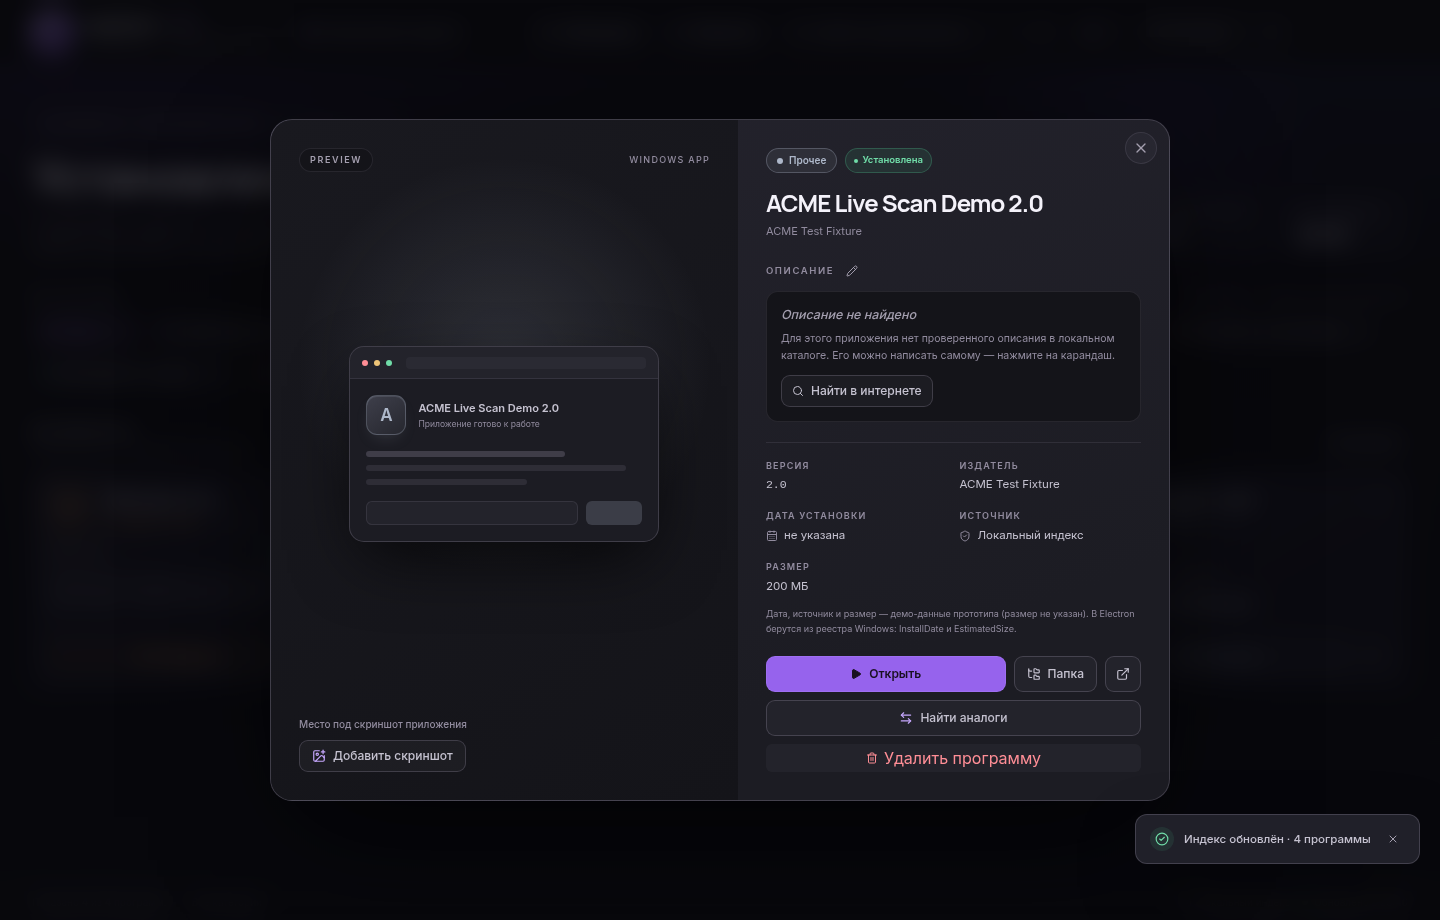 PREVIEW
WINDOWS APP
ACME Live Scan Demo 2.0
A
Приложение готово к работе
Место под скриншот приложения
Добавить скриншот
Прочее
Установлена
ACME Live Scan Demo 2.0
ACME Test Fixture
ОПИСАНИЕ
Описание не найдено
Для этого приложения нет проверенного описания в локальном
каталоге. Его можно написать самому — нажмите на карандаш.
Найти в интернете
ВЕРСИЯ
2.0
ИЗДАТЕЛЬ
ACME Test Fixture
ДАТА УСТАНОВКИ
не указана
ИСТОЧНИК
Локальный индекс
РАЗМЕР
200 МБ
Дата, источник и размер — демо-данные прототипа (размер не указан). В Electron
берутся из реестра Windows: InstallDate и EstimatedSize.
Открыть
Папка
Найти аналоги
Удалить программу
Индекс обновлён · 4 программы